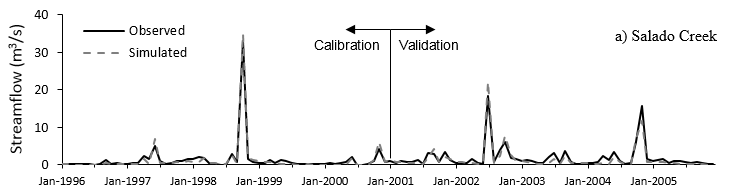 40
30
20
10
0
Streamflow (m³/s)
Observed
Simulated
Calibration
Validation
a) Salado Creek
Jan-1996 Jan-1997 Jan-1998 Jan-1999 Jan-2000 Jan-2001 Jan-2002 Jan-2003 Jan-2004 Jan-2005